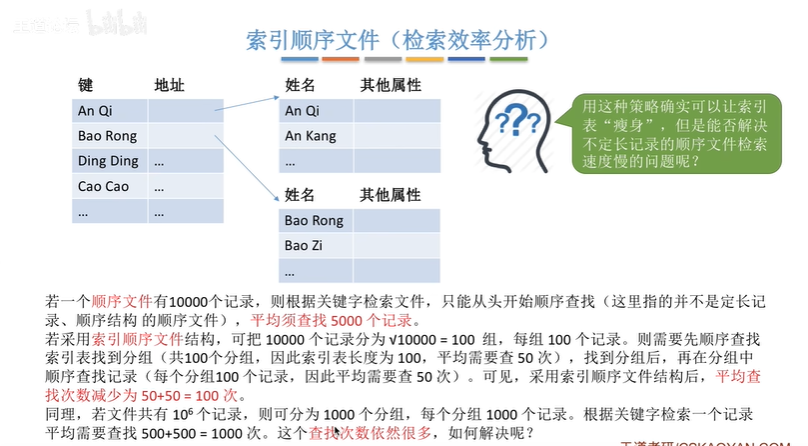 bilibili
索引顺序文件（检索效率分析）
键 地址
An Qi
Bao Rong
Ding Ding …
Cao Cao …
… …
姓名 其他属性
An Qi
An Kang
…
姓名 其他属性
Bao Rong
Bao Zi
…
???
用这种策略确实可以让索引
表“瘦身”，但是能否解决
不定长记录的顺序文件检索
速度慢的问题呢？
若一个顺序文件有10000个记录，则根据关键字检索文件，只能从头开始顺序查找（这里指的并不是定长记
录、顺序结构 的顺序文件），平均须查找 5000 个记录。
若采用索引顺序文件结构，可把 10000 个记录分为 √10000 = 100 组，每组 100 个记录。则需要先顺序查找
索引表找到分组（共100个分组，因此索引表长度为 100，平均需要查 50 次），找到分组后，再在分组中
顺序查找记录（每个分组100 个记录，因此平均需要查 50 次）。可见，采用索引顺序文件结构后，平均查
找次数减少为 50+50 = 100 次。
同理，若文件共有 10⁶ 个记录，则可分为 1000 个分组，每个分组 1000 个记录。根据关键字检索一个记录
平均需要查找 500+500 = 1000 次。这个查找次数依然很多，如何解决呢？